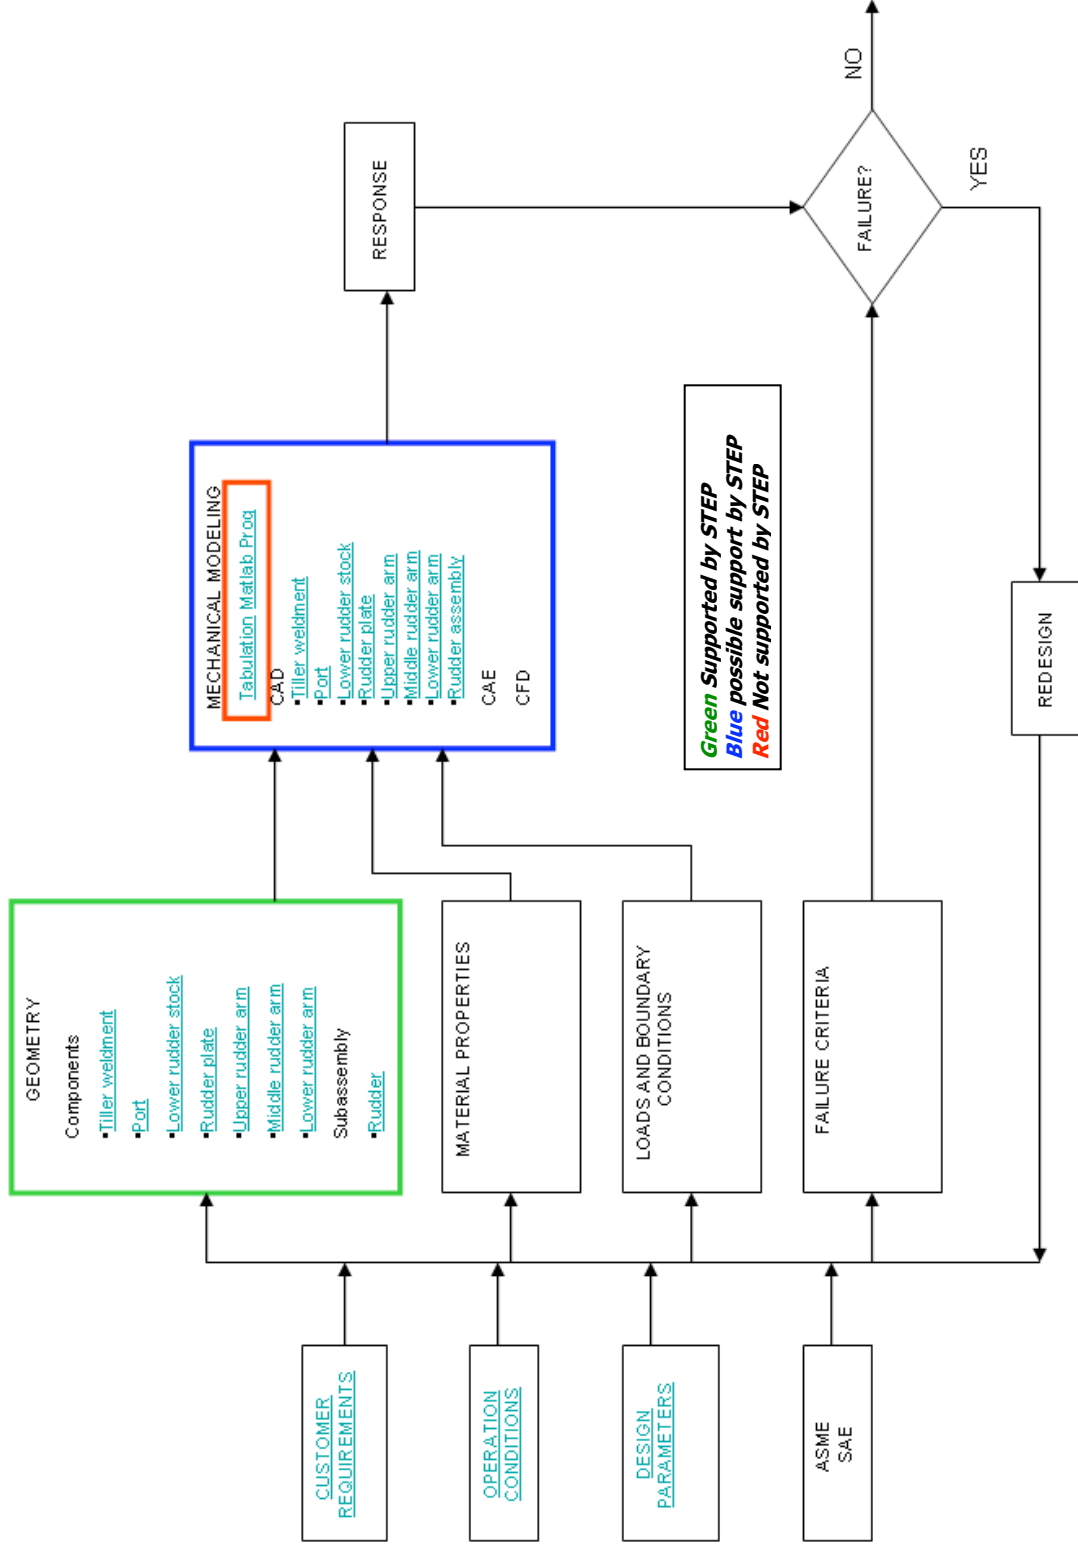 CUSTOMER
REQUIREMENTS
OPERATION
CONDITIONS
DESIGN
PARAMETERS
ASME
SAE
GEOMETRY
Components
▪Tiller weldment
▪Port
▪Lower rudder stock
▪Rudder plate
▪Upper rudder arm
▪Middle rudder arm
▪Lower rudder arm
Subassembly
▪Rudder
MATERIAL PROPERTIES
LOADS AND BOUNDARY
CONDITIONS
FAILURE CRITERIA
MECHANICAL MODELING
Tabulation Matlab Prog
CAD
▪Tiller weldment
▪Port
▪Lower rudder stock
▪Rudder plate
▪Upper rudder arm
▪Middle rudder arm
▪Lower rudder arm
▪Rudder assembly
CAE
CFD
Green Supported by STEP
Blue possible support by STEP
Red Not supported by STEP
RESPONSE
FAILURE?
NO
YES
REDESIGN